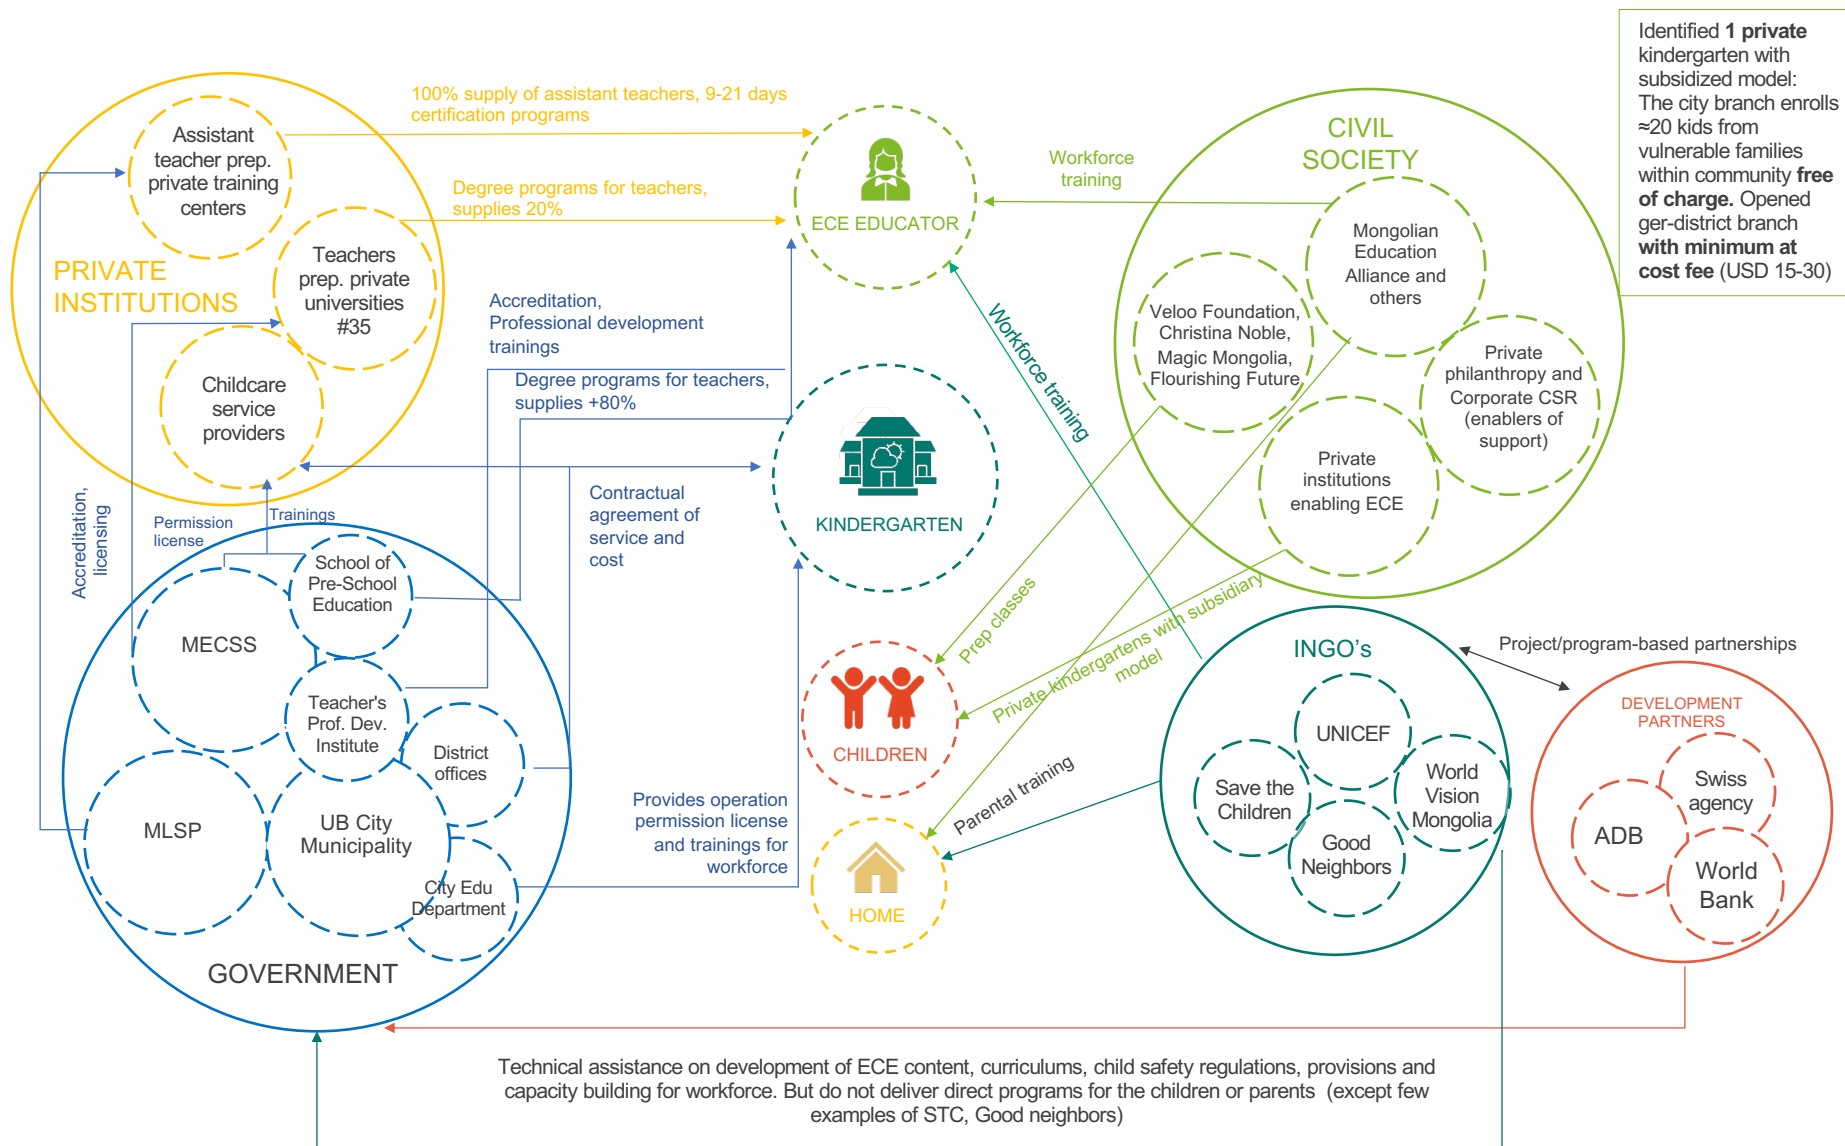 Identified 1 private
kindergarten with
subsidized model:
The city branch enrolls
≈20 kids from
vulnerable families
within community free
of charge. Opened
ger-district branch
with minimum at
cost fee (USD 15-30)
PRIVATE
INSTITUTIONS
Assistant
teacher prep.
private training
centers
Teachers
prep. private
universities
#35
Childcare
service
providers
100% supply of assistant teachers, 9-21 days
certification programs
Degree programs for teachers,
supplies 20%
Accreditation,
Professional development
trainings
Degree programs for teachers,
supplies +80%
Contractual
agreement of
service and
cost
Accreditation,
licensing
Permission
license
Trainings
ECE EDUCATOR
KINDERGARTEN
CHILDREN
HOME
Workforce
training
Workforce training
Prep classes
Private kindergartens with subsidiary
model
Parental training
CIVIL
SOCIETY
Mongolian
Education
Alliance and
others
Veloo Foundation,
Christina Noble,
Magic Mongolia,
Flourishing Future
Private
philanthropy and
Corporate CSR
(enablers of
support)
Private
institutions
enabling ECE
School of
Pre-School
Education
MECSS
Teacher's
Prof. Dev.
Institute
District
offices
MLSP
UB City
Municipality
City Edu
Department
GOVERNMENT
Provides operation
permission license
and trainings for
workforce
INGO's
UNICEF
Save the
Children
World
Vision
Mongolia
Good
Neighbors
Project/program-based partnerships
DEVELOPMENT
PARTNERS
Swiss
agency
ADB
World
Bank
Technical assistance on development of ECE content, curriculums, child safety regulations, provisions and
capacity building for workforce. But do not deliver direct programs for the children or parents (except few
examples of STC, Good neighbors)